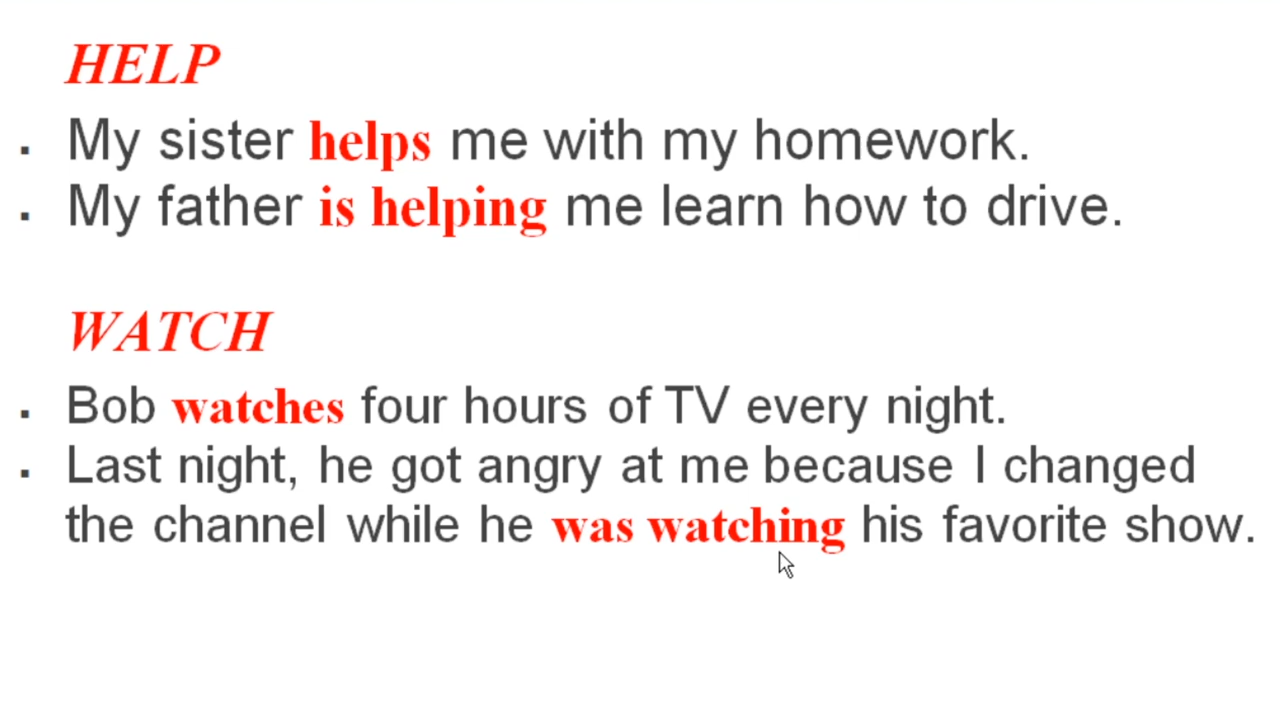 HELP
▪ My sister helps me with my homework.
▪ My father is helping me learn how to drive.
WATCH
▪ Bob watches four hours of TV every night.
▪ Last night, he got angry at me because I changed
the channel while he was watching his favorite show.